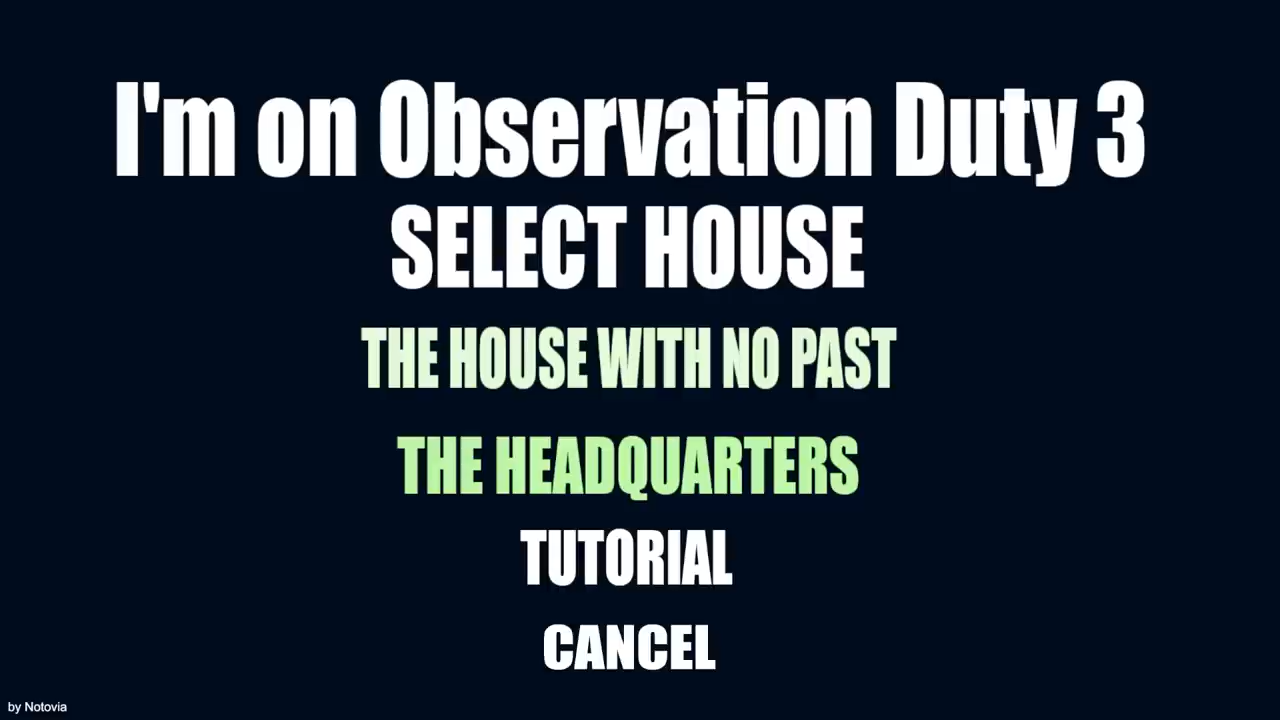 I'm on Observation Duty 3
SELECT HOUSE
THE HOUSE WITH NO PAST
THE HEADQUARTERS
TUTORIAL
CANCEL
by Notovia